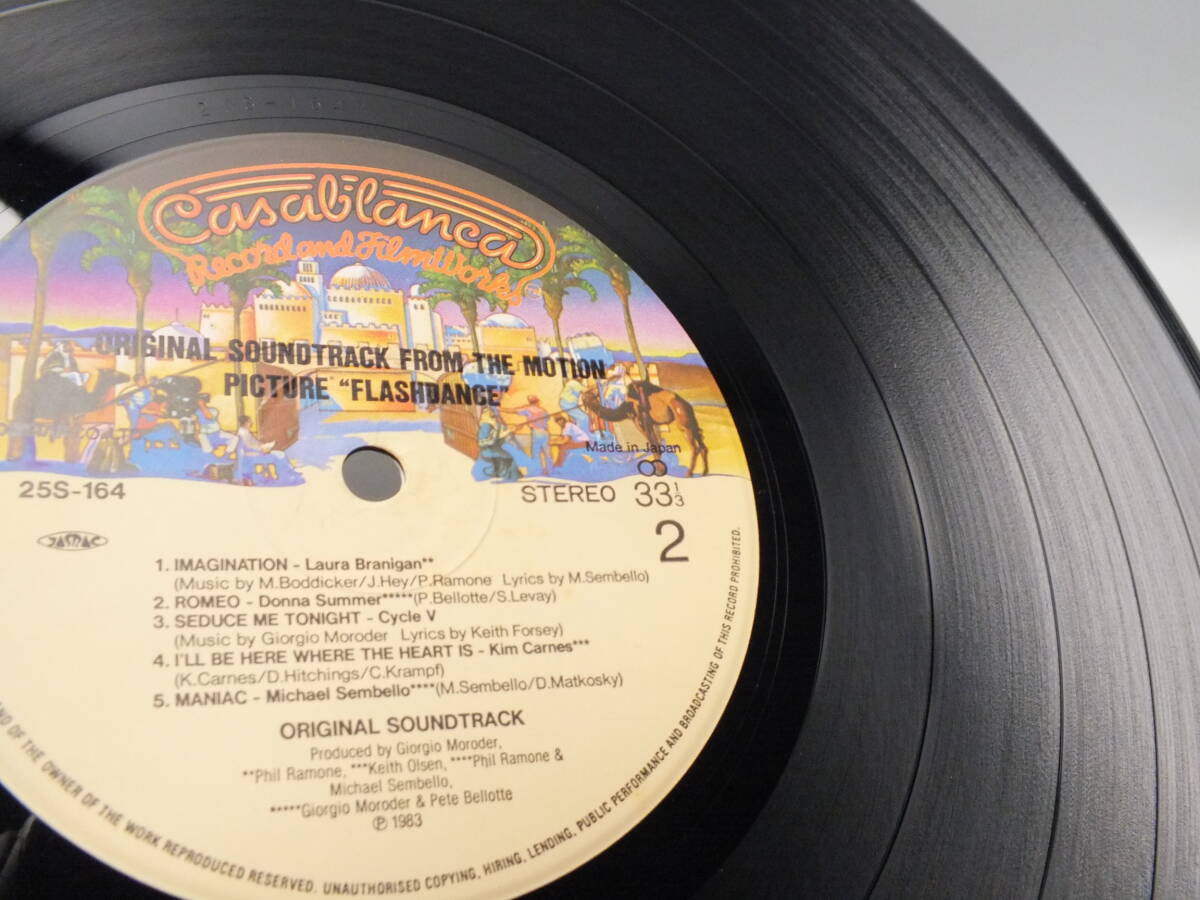 Casablanca
Record and FilmWorks
ORIGINAL SOUNDTRACK FROM THE MOTION
PICTURE "FLASHDANCE"
Made in Japan
25S-164
STEREO 33 1/3
JASRAC
2
1. IMAGINATION - Laura Branigan**
(Music by M.Boddicker/J.Hey/P.Ramone Lyrics by M.Sembello)
2. ROMEO - Donna Summer*****(P.Bellotte/S.Levay)
3. SEDUCE ME TONIGHT - Cycle V
(Music by Giorgio Moroder Lyrics by Keith Forsey)
4. I'LL BE HERE WHERE THE HEART IS - Kim Carnes***
(K.Carnes/D.Hitchings/C.Krampf)
5. MANIAC - Michael Sembello****(M.Sembello/D.Matkosky)
ORIGINAL SOUNDTRACK
Produced by Giorgio Moroder,
**Phil Ramone, ***Keith Olsen, ****Phil Ramone &
Michael Sembello,
*****Giorgio Moroder & Pete Bellotte
℗ 1983
AND OF THE OWNER OF THE WORK REPRODUCED RESERVED. UNAUTHORISED COPYING, HIRING, LENDING, PUBLIC PERFORMANCE AND BROADCASTING OF THIS RECORD PROHIBITED.